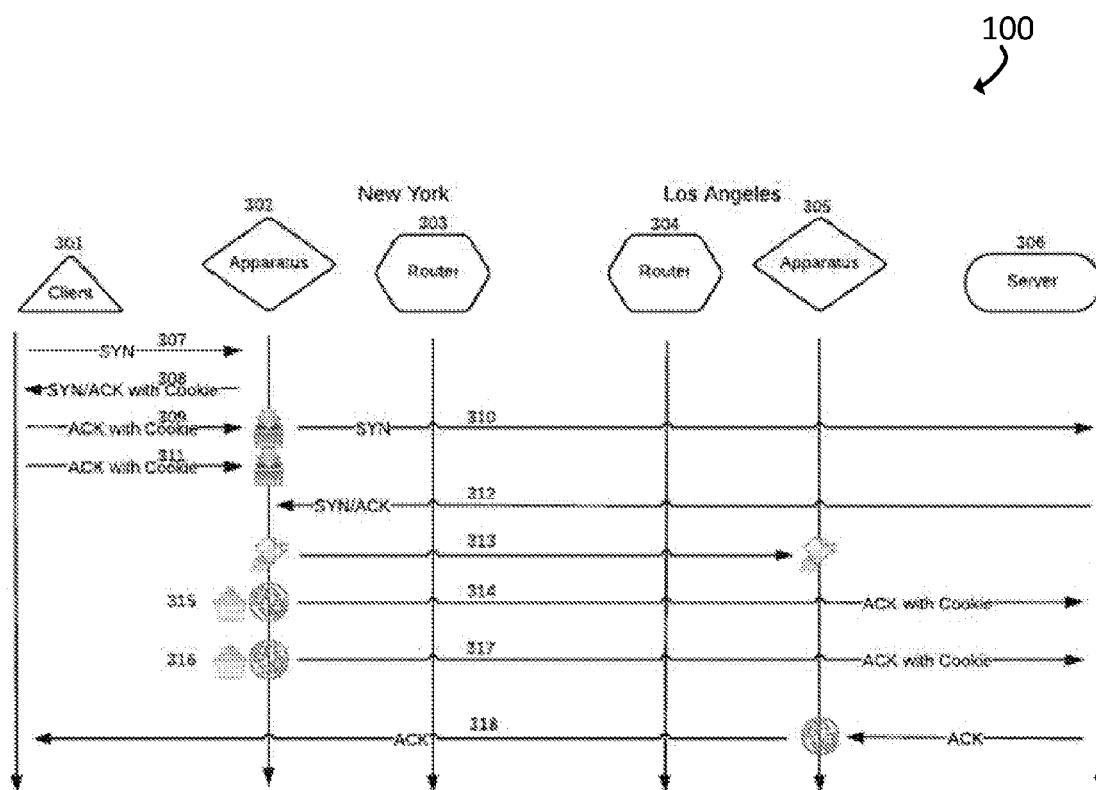 100
New York
Los Angeles
302
303
304
305
301
306
Client
Apparatus
Router
Router
Apparatus
Server
307
SYN
308
SYN/ACK with Cookie
309
ACK with Cookie
310
SYN
311
ACK with Cookie
312
SYN/ACK
313
315
314
ACK with Cookie
316
317
ACK with Cookie
318
ACK
ACK